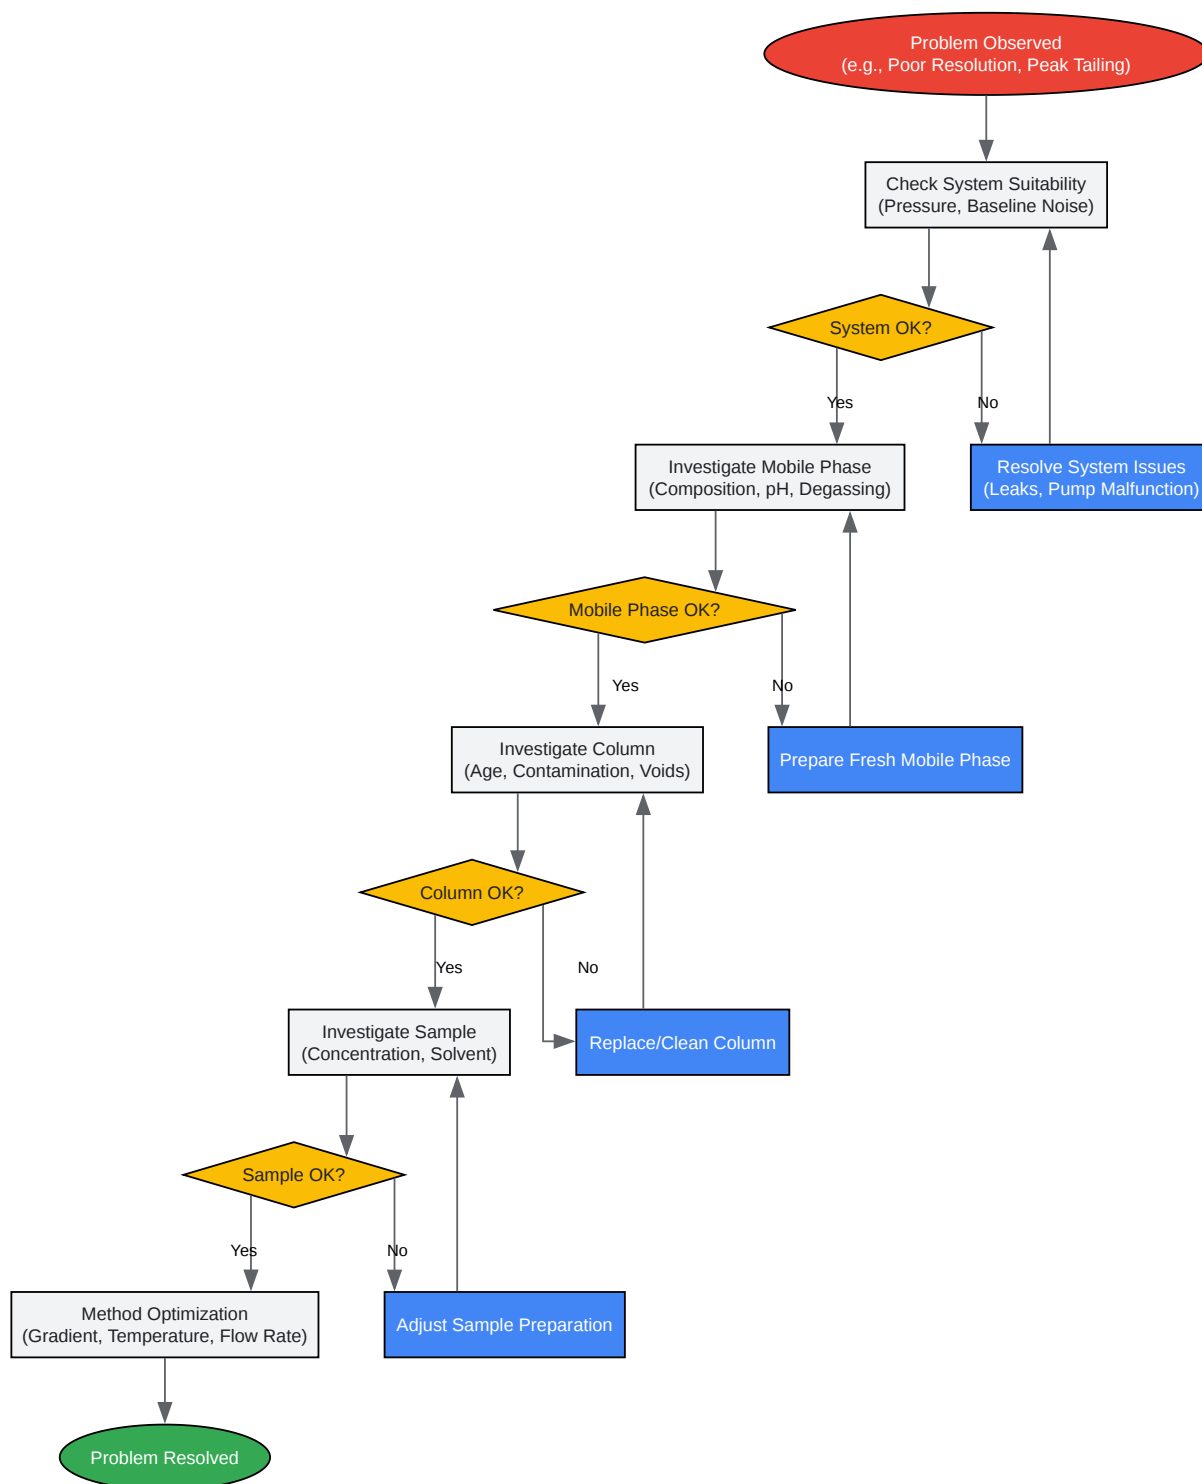 Problem Observed
(e.g., Poor Resolution, Peak Tailing)
Check System Suitability
(Pressure, Baseline Noise)
System OK?
Yes
No
Investigate Mobile Phase
(Composition, pH, Degassing)
Resolve System Issues
(Leaks, Pump Malfunction)
Mobile Phase OK?
Yes
No
Investigate Column
(Age, Contamination, Voids)
Prepare Fresh Mobile Phase
Column OK?
Yes
No
Investigate Sample
(Concentration, Solvent)
Replace/Clean Column
Sample OK?
Yes
No
Method Optimization
(Gradient, Temperature, Flow Rate)
Adjust Sample Preparation
Problem Resolved